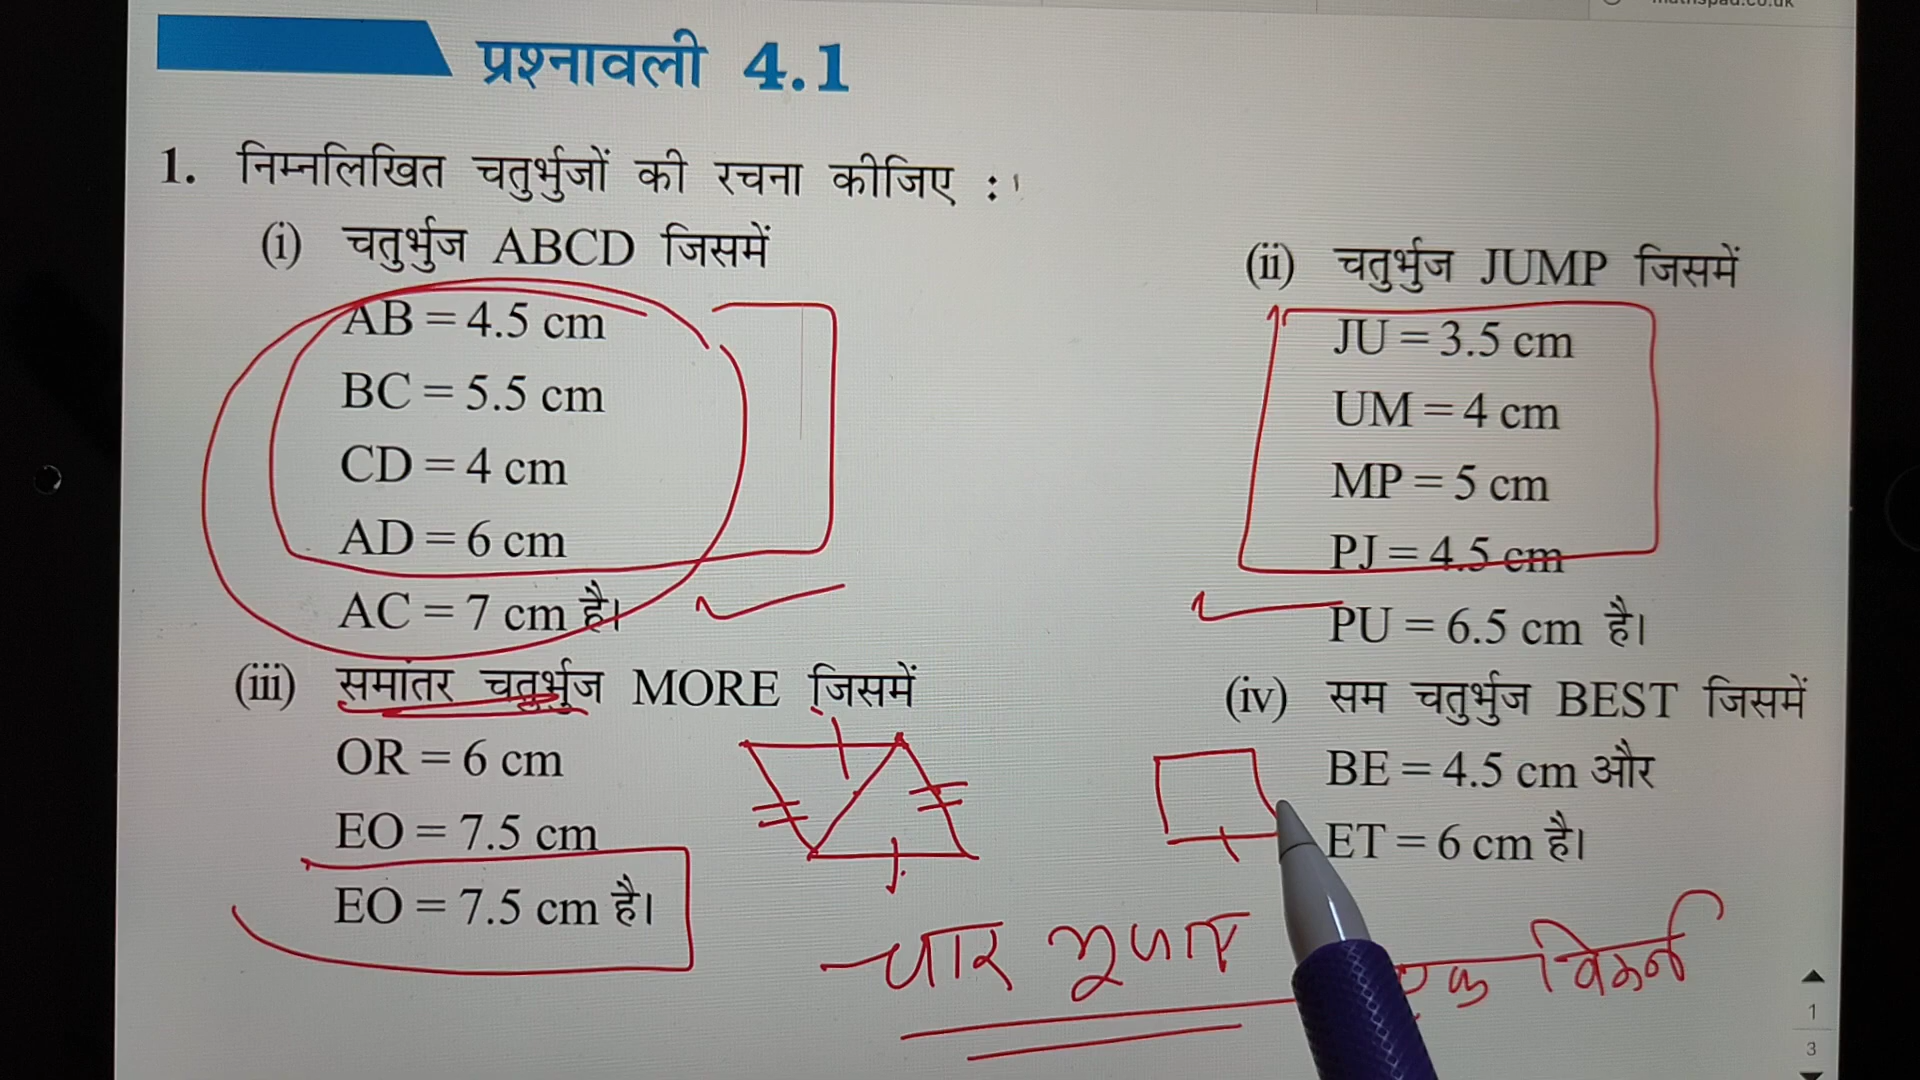 प्रश्नावली 4.1
1. निम्नलिखित चतुर्भुजों की रचना कीजिए :
(i) चतुर्भुज ABCD जिसमें
AB = 4.5 cm
BC = 5.5 cm
CD = 4 cm
AD = 6 cm
AC = 7 cm है।
(ii) चतुर्भुज JUMP जिसमें
JU = 3.5 cm
UM = 4 cm
MP = 5 cm
PJ = 4.5 cm
PU = 6.5 cm है।
(iii) समांतर चतुर्भुज MORE जिसमें
OR = 6 cm
EO = 7.5 cm
EO = 7.5 cm है।
(iv) सम चतुर्भुज BEST जिसमें
BE = 4.5 cm और
ET = 6 cm है।
चार एक विकर्न
1
3